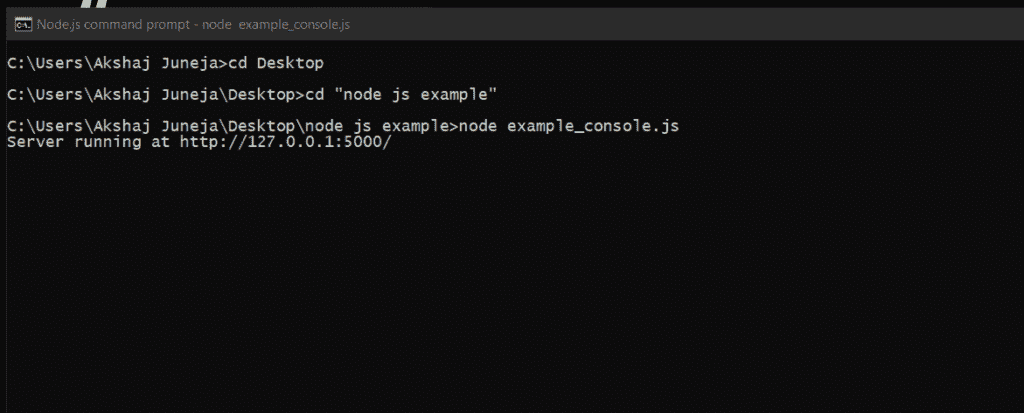 Node.js command prompt - node  example_console.js
C:\Users\Akshaj Juneja>cd Desktop
C:\Users\Akshaj Juneja\Desktop>cd "node js example"
C:\Users\Akshaj Juneja\Desktop\node js example>node example_console.js
Server running at http://127.0.0.1:5000/